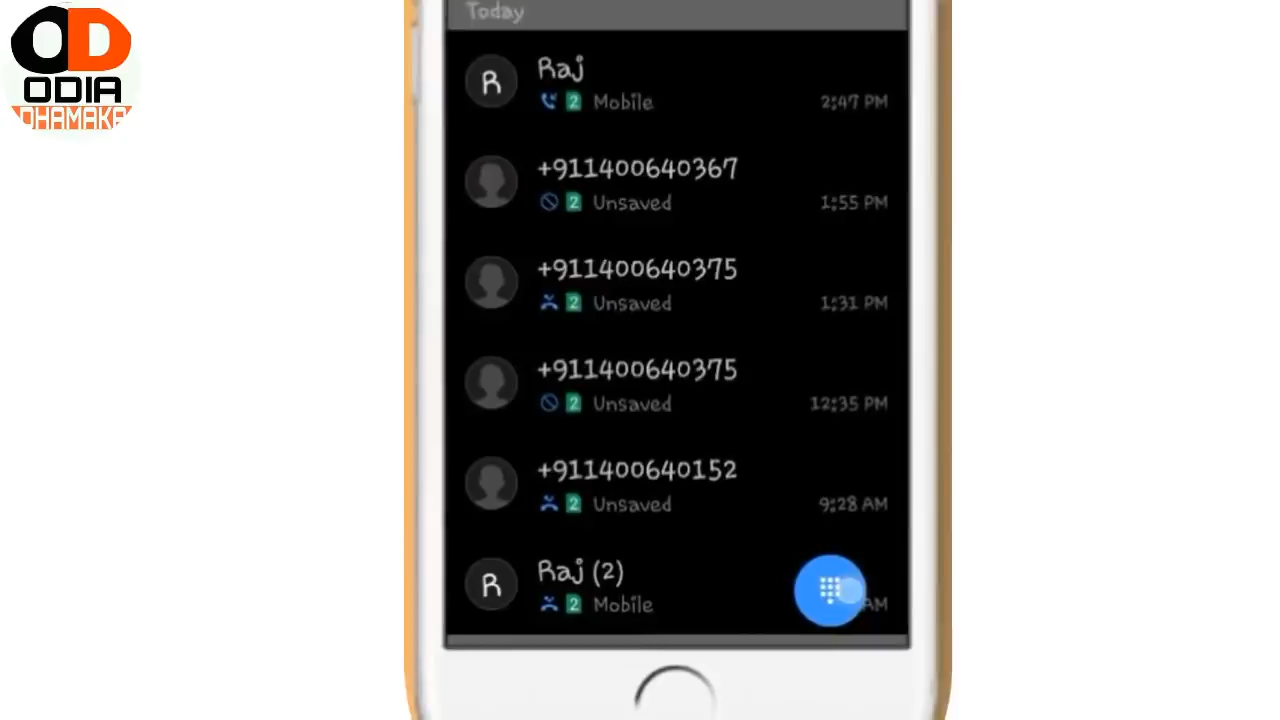 OD
ODIA
DHAMAKA
Today
R
Raj
2 Mobile
2:47 PM
+911400640367
2 Unsaved
1:55 PM
+911400640375
2 Unsaved
1:31 PM
+911400640375
2 Unsaved
12:35 PM
+911400640152
2 Unsaved
9:28 AM
R
Raj (2)
2 Mobile
AM